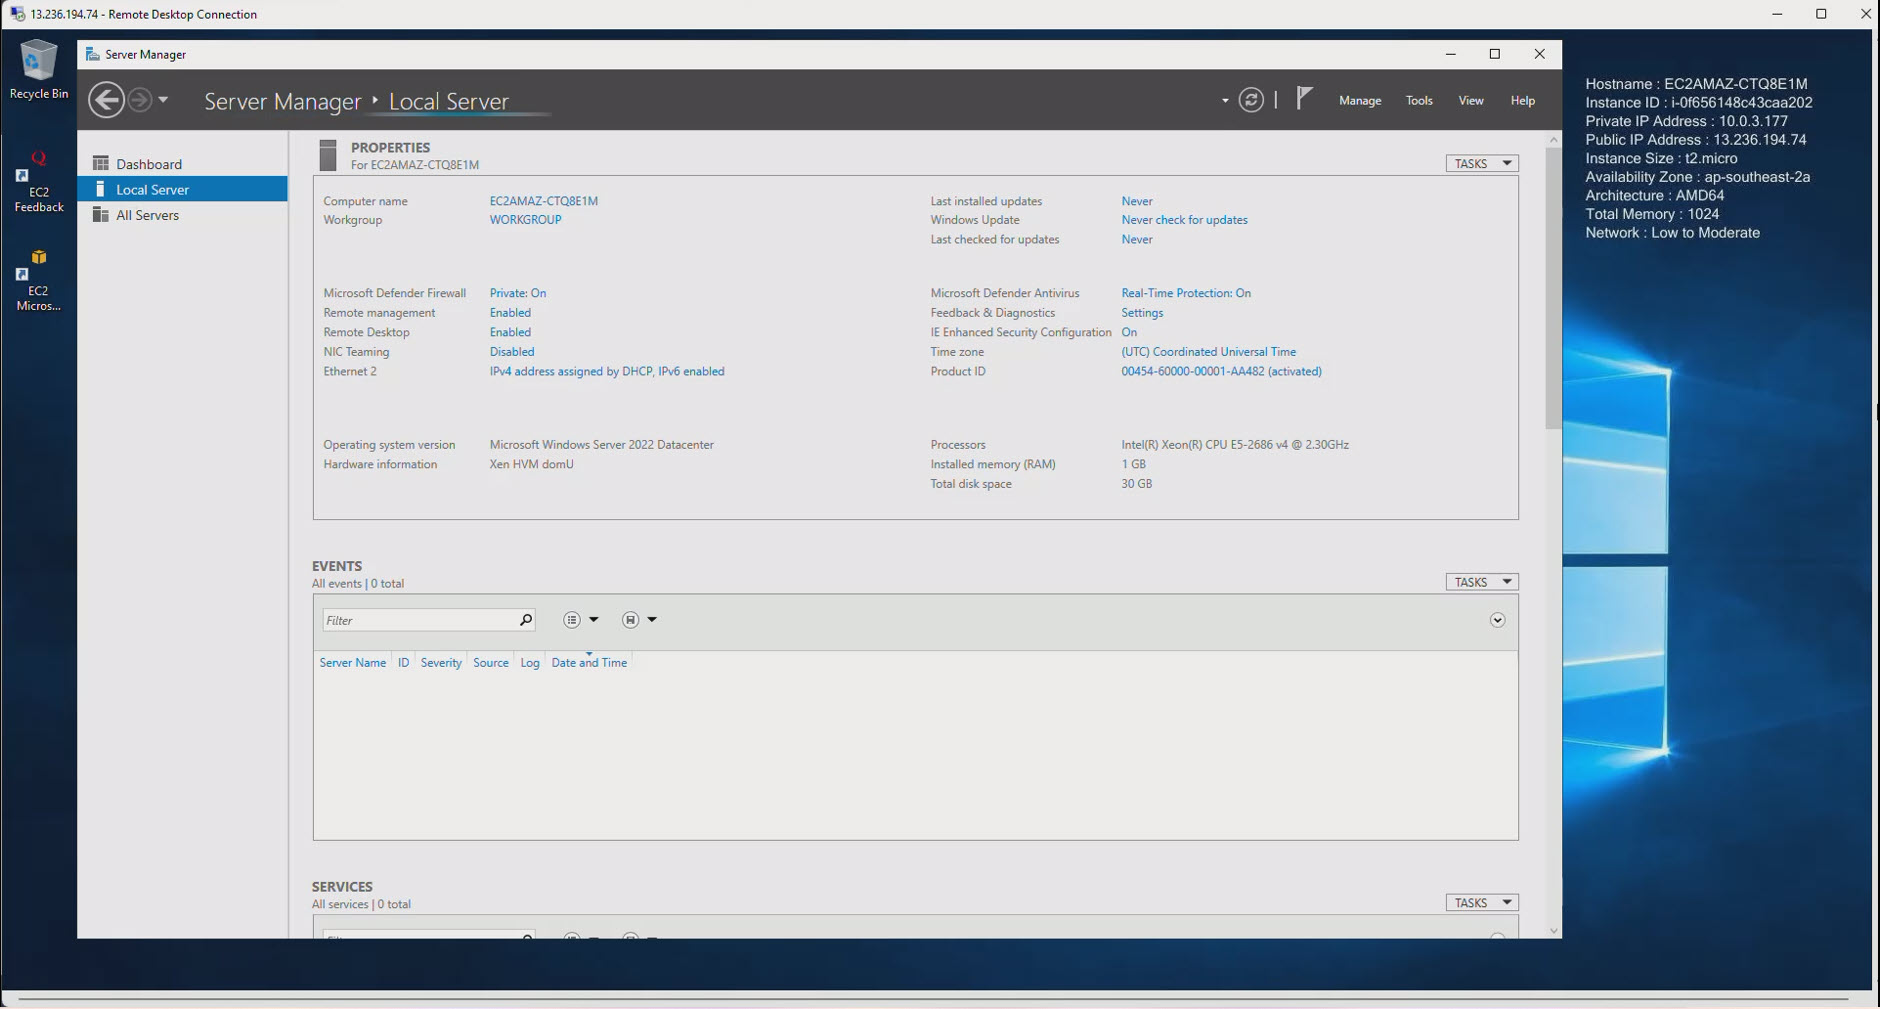 13.236.194.74 - Remote Desktop Connection
Recycle Bin
EC2
Feedback
EC2
Micros...
Server Manager
Server Manager
Local Server
Manage
Tools
View
Help
Dashboard
Local Server
All Servers
PROPERTIES
For EC2AMAZ-CTQ8E1M
TASKS
Computer name EC2AMAZ-CTQ8E1M
Workgroup WORKGROUP
Last installed updates Never
Windows Update Never check for updates
Last checked for updates Never
Microsoft Defender Firewall Private: On
Remote management Enabled
Remote Desktop Enabled
NIC Teaming Disabled
Ethernet 2 IPv4 address assigned by DHCP, IPv6 enabled
Microsoft Defender Antivirus Real-Time Protection: On
Feedback & Diagnostics Settings
IE Enhanced Security Configuration On
Time zone (UTC) Coordinated Universal Time
Product ID 00454-60000-00001-AA482 (activated)
Operating system version Microsoft Windows Server 2022 Datacenter
Hardware information Xen HVM domU
Processors Intel(R) Xeon(R) CPU E5-2686 v4 @ 2.30GHz
Installed memory (RAM) 1 GB
Total disk space 30 GB
EVENTS
All events | 0 total
TASKS
Filter
Server Name ID Severity Source Log Date and Time
SERVICES
All services | 0 total
TASKS
Hostname : EC2AMAZ-CTQ8E1M
Instance ID : i-0f656148c43caa202
Private IP Address : 10.0.3.177
Public IP Address : 13.236.194.74
Instance Size : t2.micro
Availability Zone : ap-southeast-2a
Architecture : AMD64
Total Memory : 1024
Network : Low to Moderate